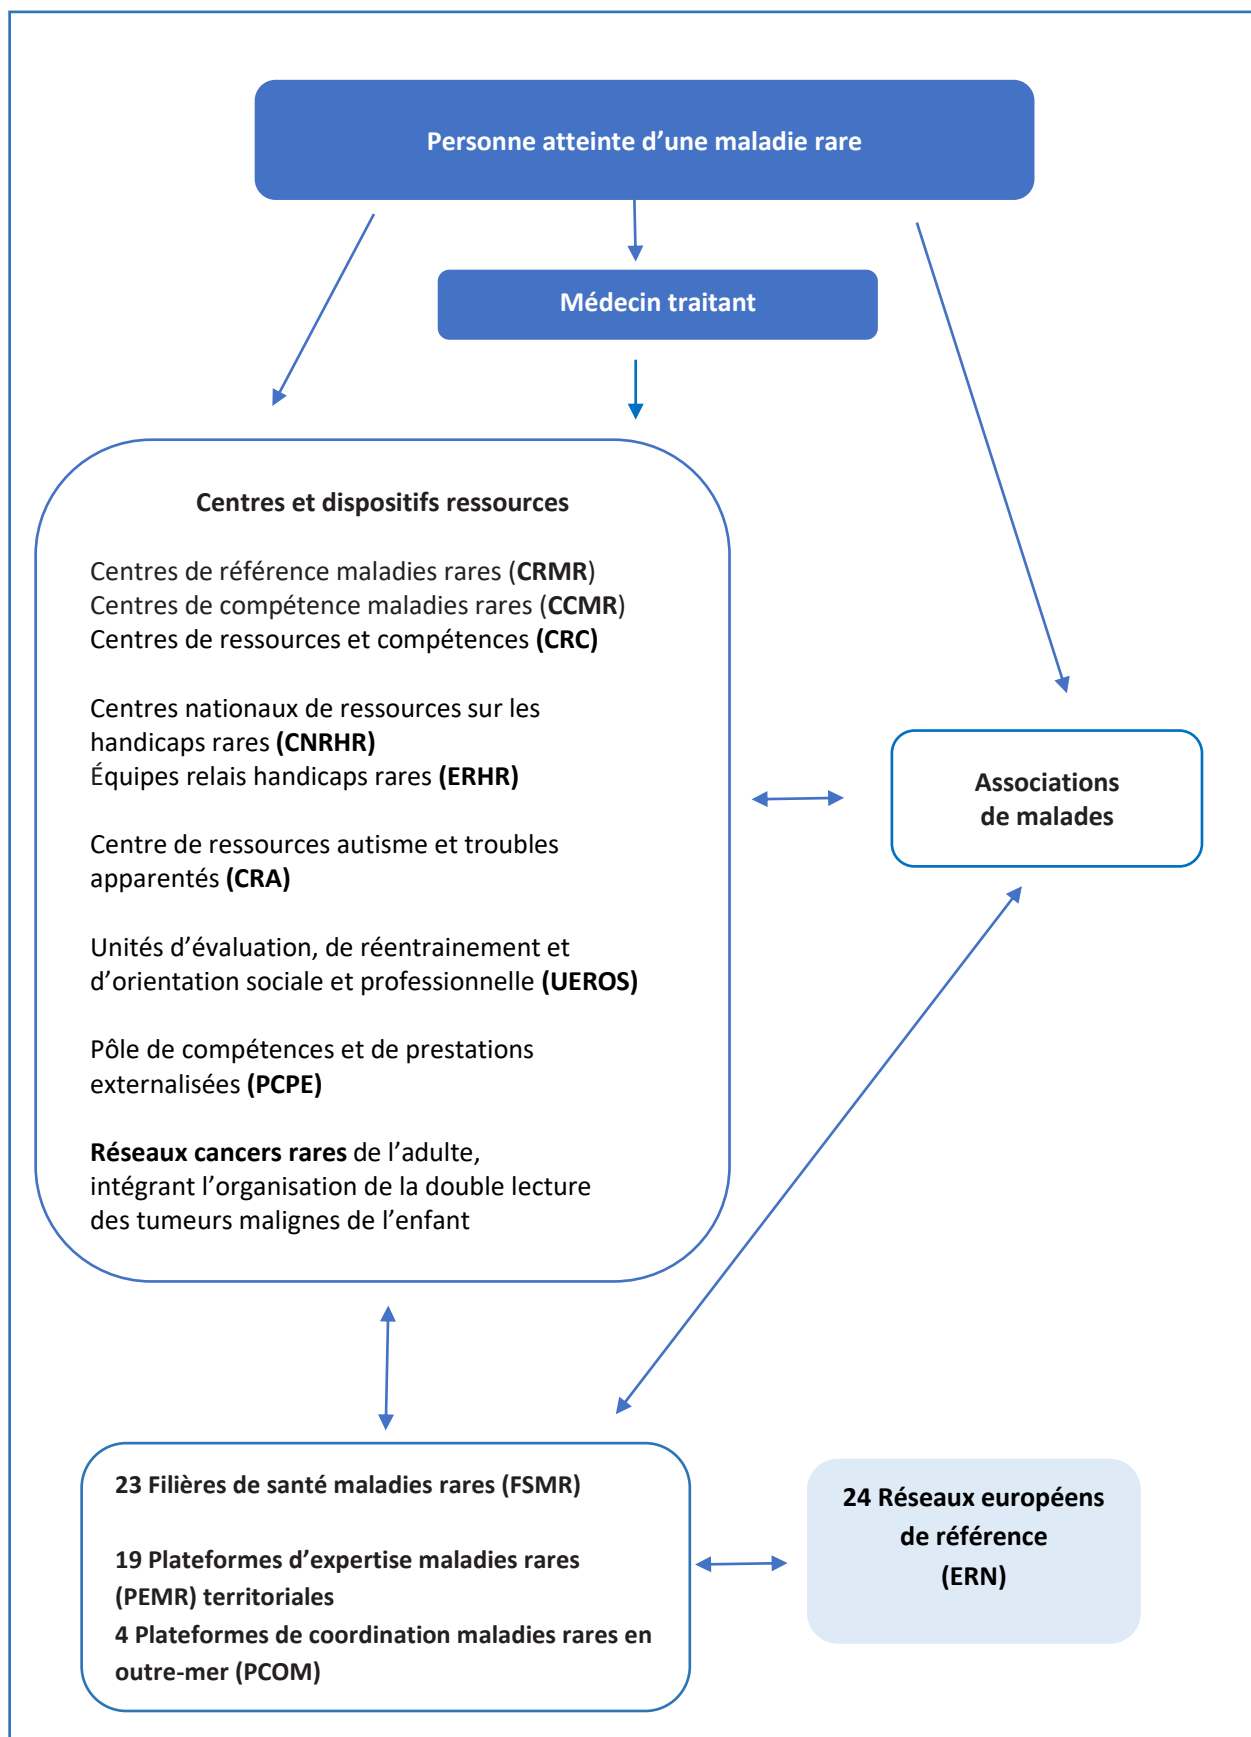 Personne atteinte d’une maladie rare
Médecin traitant
Centres et dispositifs ressources
Centres de référence maladies rares (CRMR)
Centres de compétence maladies rares (CCMR)
Centres de ressources et compétences (CRC)
Centres nationaux de ressources sur les
handicaps rares (CNRHR)
Équipes relais handicaps rares (ERHR)
Centre de ressources autisme et troubles
apparentés (CRA)
Unités d’évaluation, de réentrainement et
d’orientation sociale et professionnelle (UEROS)
Pôle de compétences et de prestations
externalisées (PCPE)
Réseaux cancers rares de l’adulte,
intégrant l’organisation de la double lecture
des tumeurs malignes de l’enfant
Associations
de malades
23 Filières de santé maladies rares (FSMR)
19 Plateformes d’expertise maladies rares
(PEMR) territoriales
4 Plateformes de coordination maladies rares en
outre-mer (PCOM)
24 Réseaux européens
de référence
(ERN)